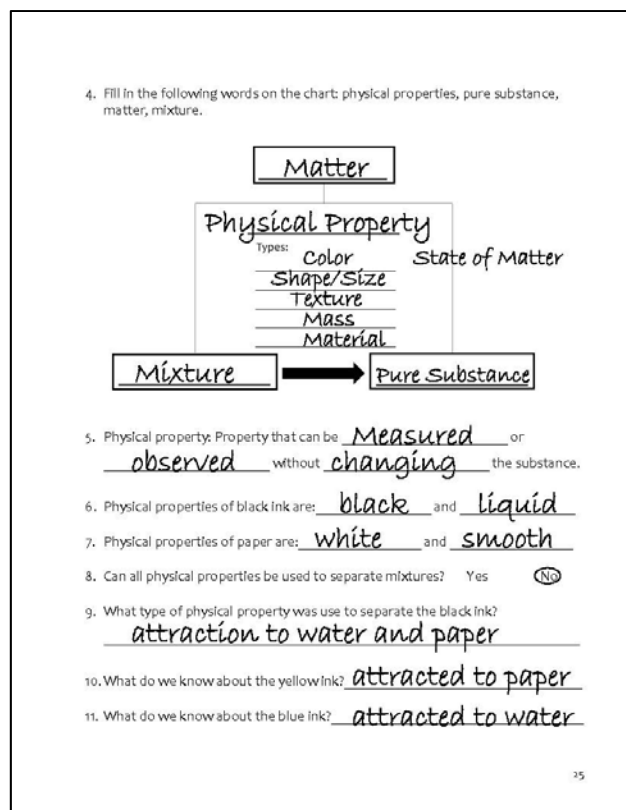 4. Fill in the following words on the chart: physical properties, pure substance,
matter, mixture.
Matter
Physical Property
Types:
Color
State of Matter
Shape/Size
Texture
Mass
Material
Mixture
Pure Substance
5. Physical property: Property that can be Measured or
observed without changing the substance.
6. Physical properties of black ink are: black and liquid
7. Physical properties of paper are: white and smooth
8. Can all physical properties be used to separate mixtures? Yes No
9. What type of physical property was use to separate the black ink?
attraction to water and paper
10. What do we know about the yellow ink? attracted to paper
11. What do we know about the blue ink? attracted to water
25